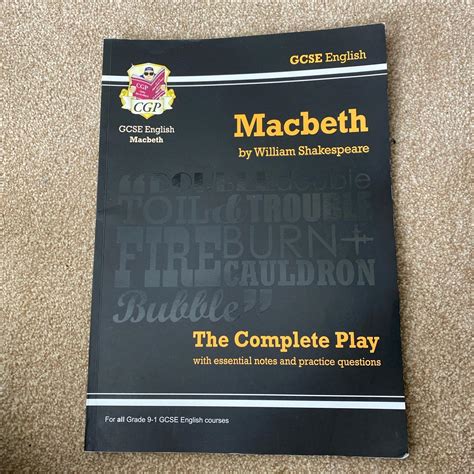 GCSE English
CGP
GCSE English
Macbeth
Macbeth
by William Shakespeare
"DOUBLE double
TOIL & TROUBLE
FIRE BURN +
CAULDRON
Bubble"
The Complete Play
with essential notes and practice questions
For all Grade 9-1 GCSE English courses